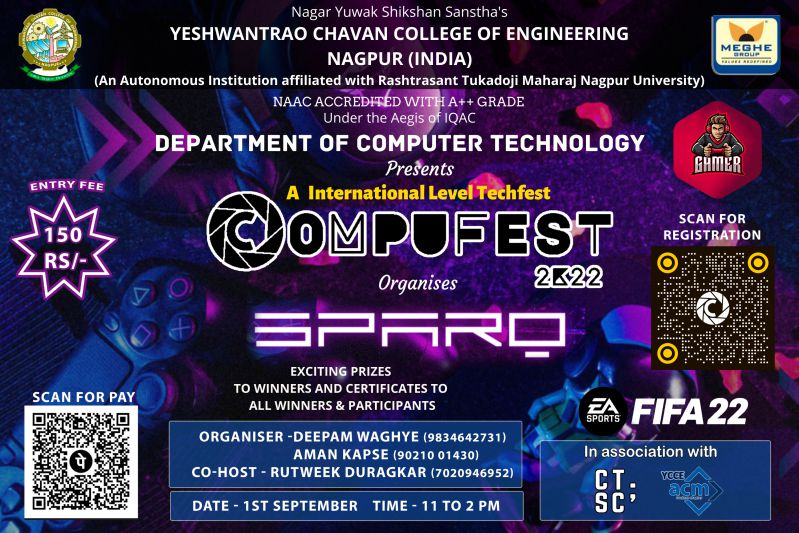 Nagar Yuwak Shikshan Sanstha's
YESHWANTRAO CHAVAN COLLEGE OF ENGINEERING
NAGPUR (INDIA)
(An Autonomous Institution affiliated with Rashtrasant Tukadoji Maharaj Nagpur University)
MEGHE
GROUP
VALUES REDEFINED
NAAC ACCREDITED WITH A++ GRADE
Under the Aegis of IQAC
DEPARTMENT OF COMPUTER TECHNOLOGY
Presents
GAMER
A International Level Techfest
COMPUFEST
2K22
ENTRY FEE
150
RS/-
SCAN FOR
REGISTRATION
Organises
SPARQ
EXCITING PRIZES
TO WINNERS AND CERTIFICATES TO
ALL WINNERS & PARTICIPANTS
SCAN FOR PAY
EA
SPORTS
FIFA 22
ORGANISER -DEEPAM WAGHYE (9834642731)
AMAN KAPSE (90210 01430)
CO-HOST - RUTWEEK DURAGKAR (7020946952)
In association with
CT;
SC
YCCE
acm
DATE - 1ST SEPTEMBER TIME - 11 TO 2 PM